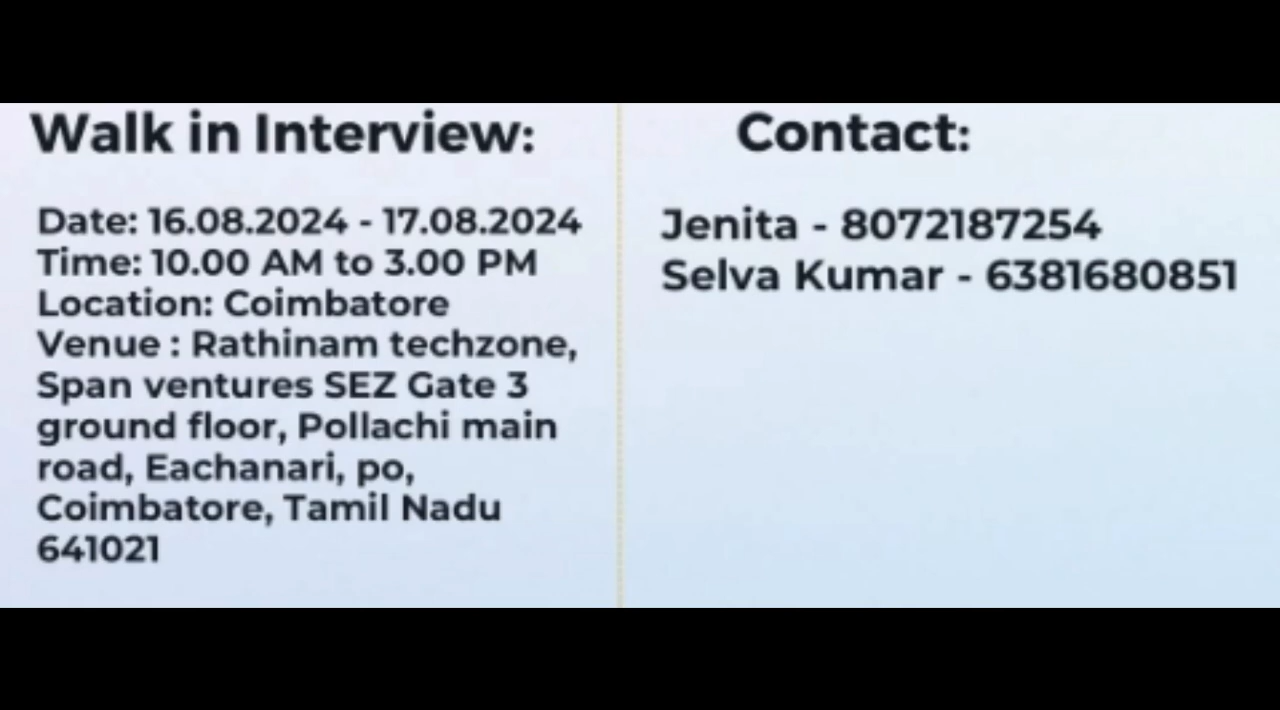 Walk in Interview:
Date: 16.08.2024 - 17.08.2024
Time: 10.00 AM to 3.00 PM
Location: Coimbatore
Venue : Rathinam techzone,
Span ventures SEZ Gate 3
ground floor, Pollachi main
road, Eachanari, po,
Coimbatore, Tamil Nadu
641021
Contact:
Jenita - 8072187254
Selva Kumar - 6381680851